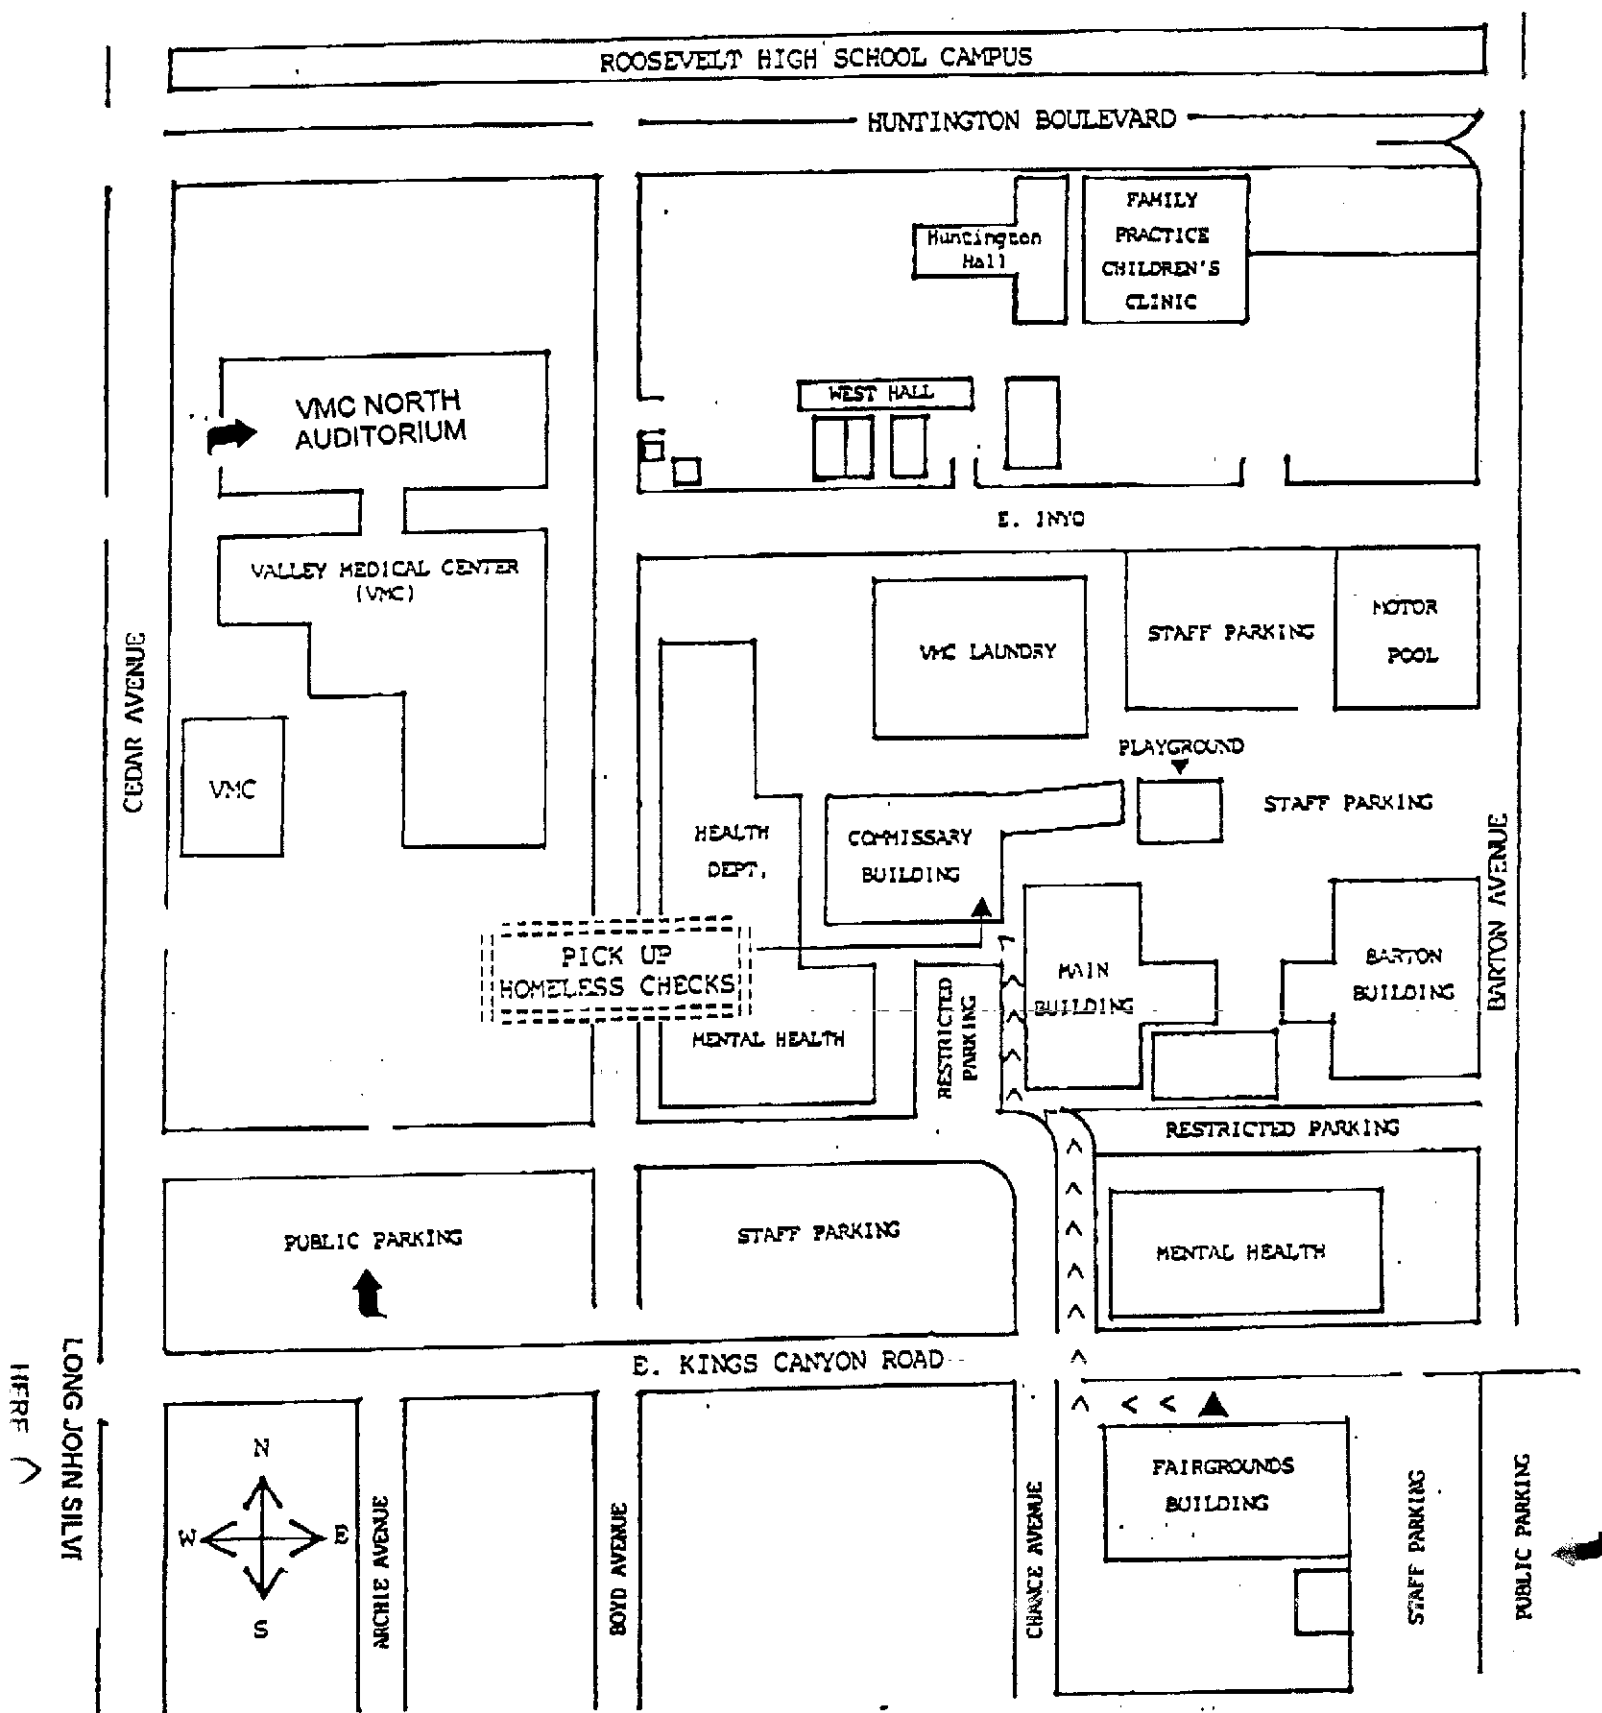 ROOSEVELT HIGH SCHOOL CAMPUS
HUNTINGTON BOULEVARD
FAMILY
PRACTICE
CHILDREN'S
CLINIC
Huntington
Hall
WEST HALL
VMC NORTH
AUDITORIUM
E. INYO
VALLEY MEDICAL CENTER
(VMC)
VMC LAUNDRY
STAFF PARKING
MOTOR
POOL
CEDAR AVENUE
VMC
PLAYGROUND
STAFF PARKING
HEALTH
DEPT.
COMMISSARY
BUILDING
BARTON AVENUE
PICK UP
HOMELESS CHECKS
MAIN
BUILDING
BARTON
BUILDING
RESTRICTED
PARKING
MENTAL HEALTH
RESTRICTED PARKING
PUBLIC PARKING
STAFF PARKING
MENTAL HEALTH
E. KINGS CANYON ROAD
LONG JOHN SILVI
N
W
E
S
ARCHIE AVENUE
BOYD AVENUE
CHANCE AVENUE
FAIRGROUNDS
BUILDING
STAFF PARKING
PUBLIC PARKING